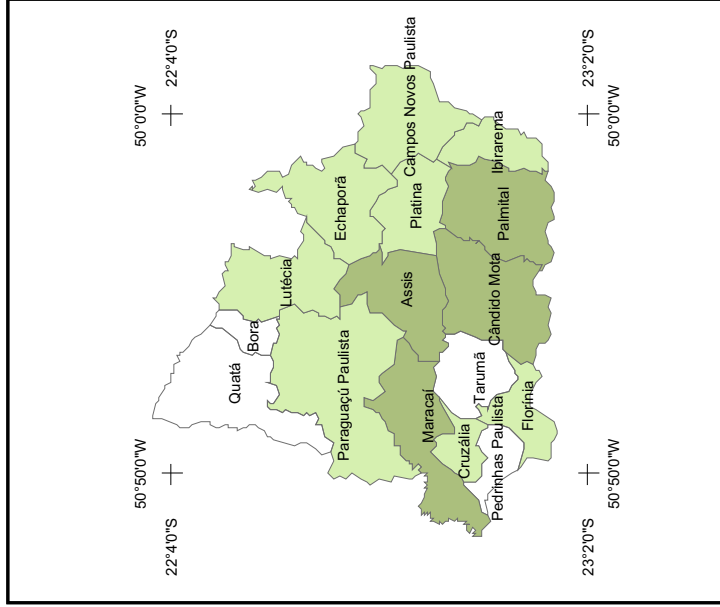 50°50'0"W
50°0'0"W
22°4'0"S
22°4'0"S
Quatá
Bora
Lutécia
Echaporã
Paraguaçú Paulista
Campos Novos Paulista
Assis
Platina
Maracaí
Cruzália
Tarumã
Cândido Mota
Palmital
Ibirarema
Pedrinhas Paulista
Florínia
23°2'0"S
23°2'0"S
50°50'0"W
50°0'0"W